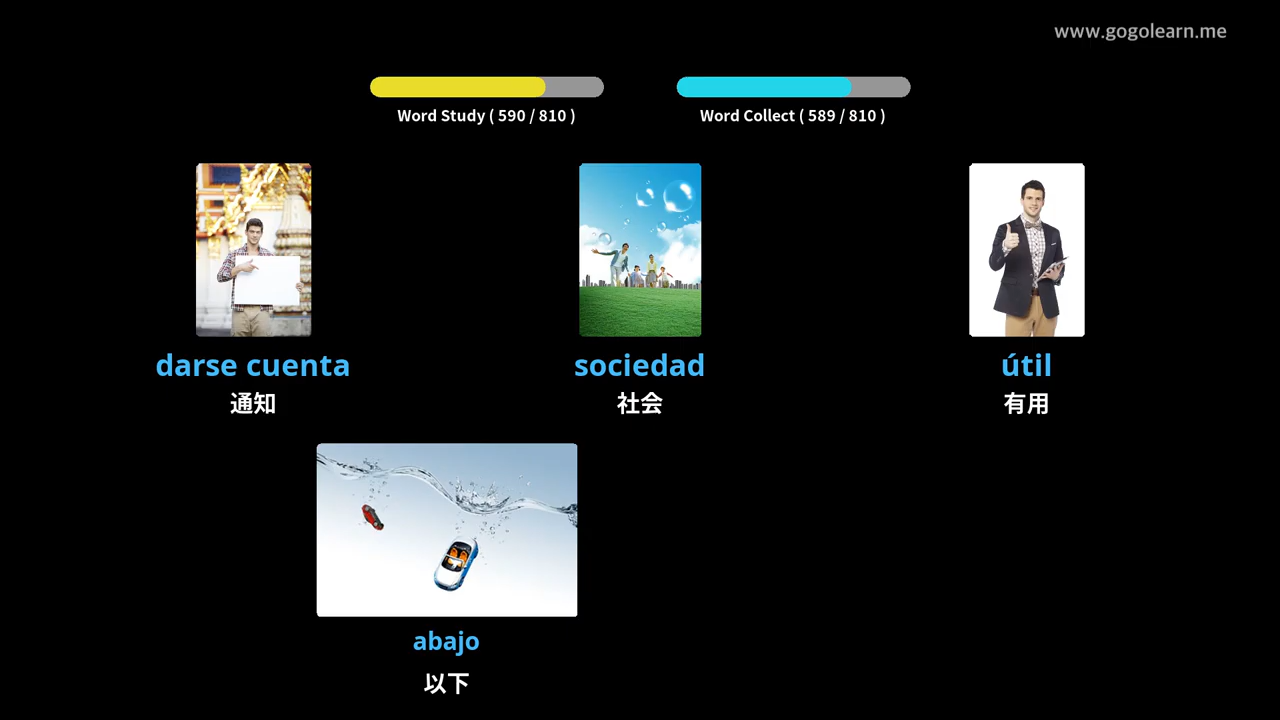 www.gogolearn.me
Word Study ( 590 / 810 )
Word Collect ( 589 / 810 )
darse cuenta
通知
sociedad
社会
útil
有用
abajo
以下